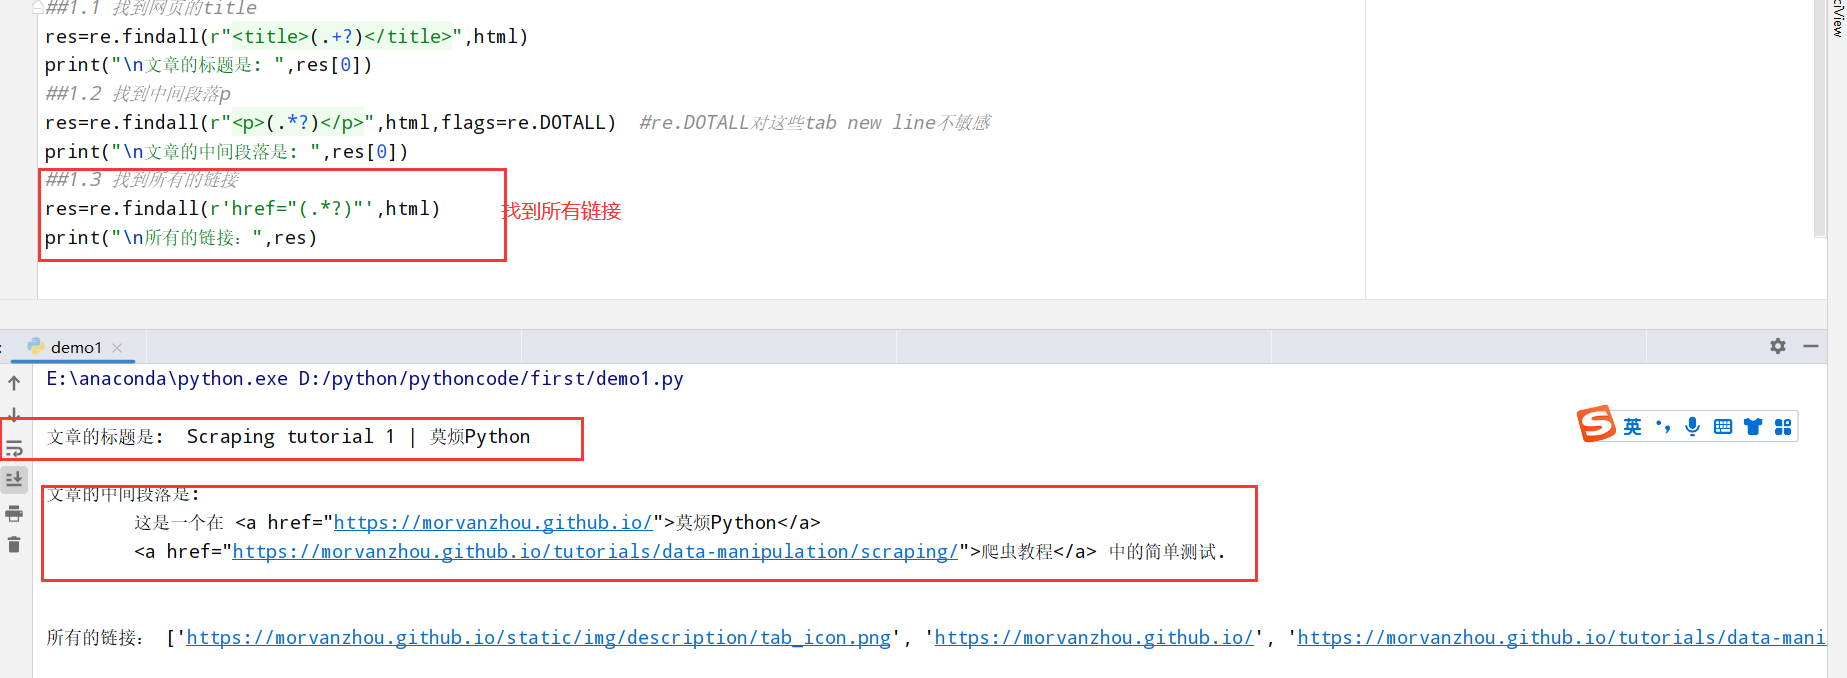 ##1.1 找到网页的title
res=re.findall(r"<title>(.+?)</title>",html)
print("\n文章的标题是: ",res[0])
##1.2 找到中间段落p
res=re.findall(r"<p>(.*?)</p>",html,flags=re.DOTALL)  #re.DOTALL对这些tab new line不敏感
print("\n文章的中间段落是: ",res[0])
##1.3 找到所有的链接
res=re.findall(r'href="(.*?)"',html)
找到所有链接
print("\n所有的链接: ",res)
ciView
demo1
E:\anaconda\python.exe D:/python/pythoncode/first/demo1.py
文章的标题是:  Scraping tutorial 1 | 莫烦Python
英
文章的中间段落是:
这是一个在 <a href="https://morvanzhou.github.io/">莫烦Python</a>
<a href="https://morvanzhou.github.io/tutorials/data-manipulation/scraping/">爬虫教程</a> 中的简单测试.
所有的链接:  ['https://morvanzhou.github.io/static/img/description/tab_icon.png', 'https://morvanzhou.github.io/', 'https://morvanzhou.github.io/tutorials/data-mani